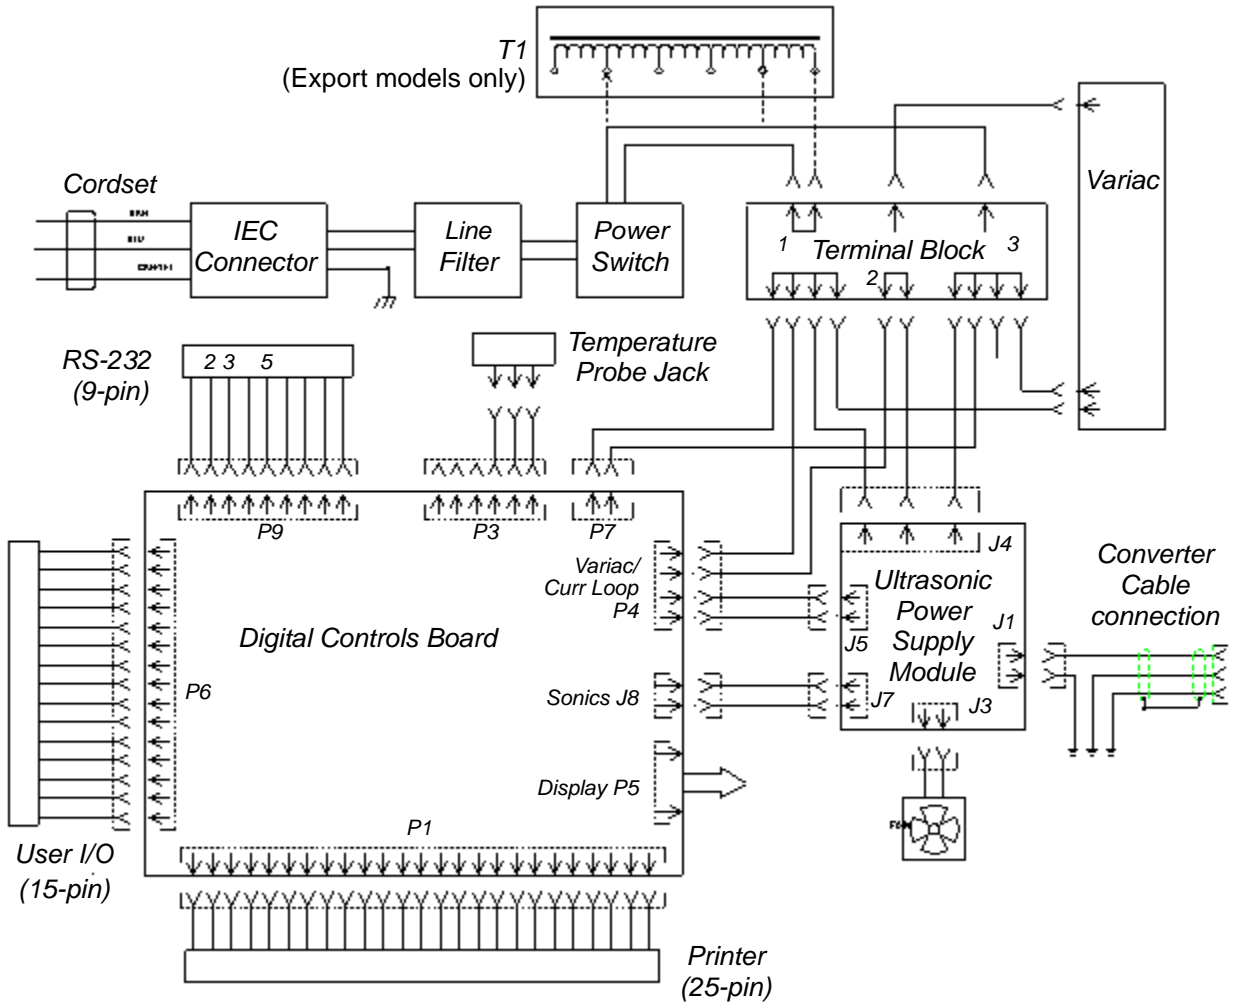 T1
(Export models only)
Cordset
IEC
Connector
Line
Filter
Power
Switch
1
Terminal Block
3
2
Variac
RS-232
(9-pin)
2 3 5
Temperature
Probe Jack
P9
P3
P7
J4
Variac/
Curr Loop
P4
Ultrasonic
Power
Supply
Module
J1
Converter
Cable
connection
Digital Controls Board
J5
P6
Sonics J8
J7
J3
Display P5
P1
User I/O
(15-pin)
Printer
(25-pin)